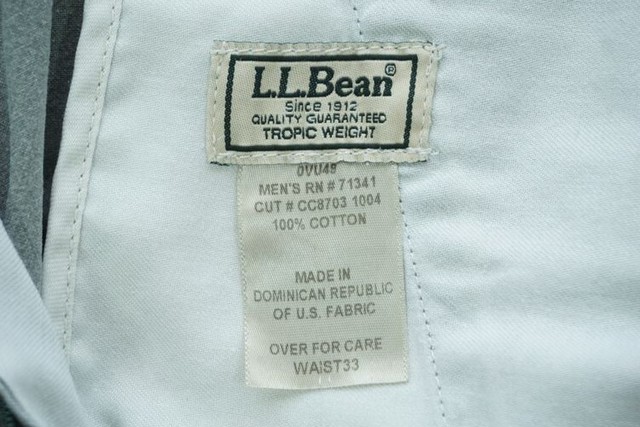 L.L.Bean®
Since 1912
QUALITY GUARANTEED
TROPIC WEIGHT
0VU49
MEN'S RN # 71341
CUT # CC8703 1004
100% COTTON
MADE IN
DOMINICAN REPUBLIC
OF U.S. FABRIC
OVER FOR CARE
WAIST33